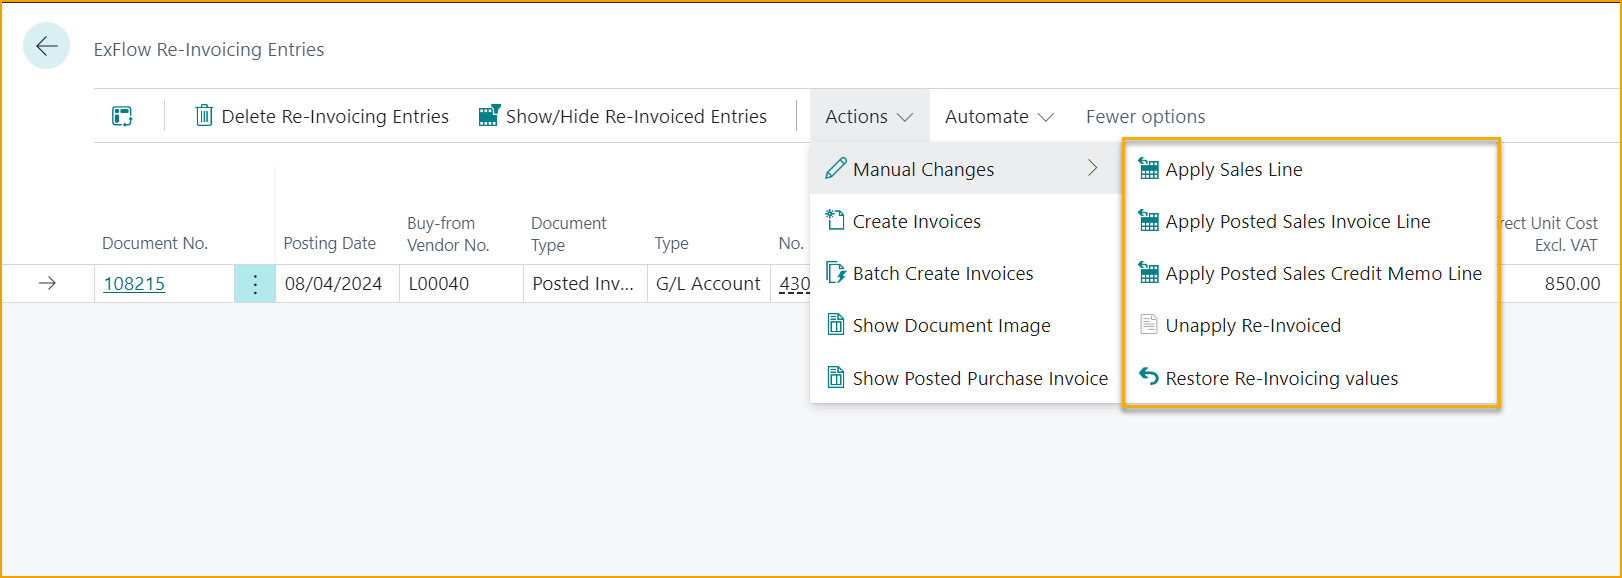 ExFlow Re-Invoicing Entries
Delete Re-Invoicing Entries
Show/Hide Re-Invoiced Entries
Actions
Automate
Fewer options
Manual Changes
Create Invoices
Batch Create Invoices
Show Document Image
Show Posted Purchase Invoice
Apply Sales Line
Apply Posted Sales Invoice Line
Apply Posted Sales Credit Memo Line
Unapply Re-Invoiced
Restore Re-Invoicing values
Document No.
Posting Date
Buy-from
Vendor No.
Document
Type
Type
No.
Unit Cost
Excl. VAT
108215
08/04/2024
L00040
Posted Inv...
G/L Account
430
850.00